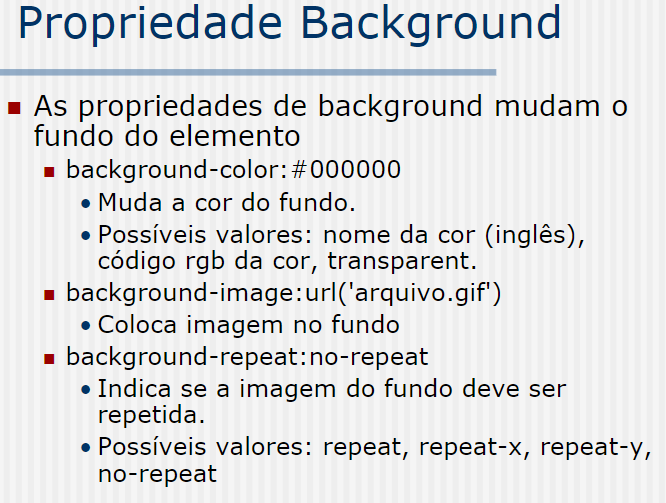 Propriedade Background
As propriedades de background mudam o
fundo do elemento
background-color:#000000
Muda a cor do fundo.
Possíveis valores: nome da cor (inglês),
código rgb da cor, transparent.
background-image:url('arquivo.gif')
Coloca imagem no fundo
background-repeat:no-repeat
Indica se a imagem do fundo deve ser
repetida.
Possíveis valores: repeat, repeat-x, repeat-y,
no-repeat